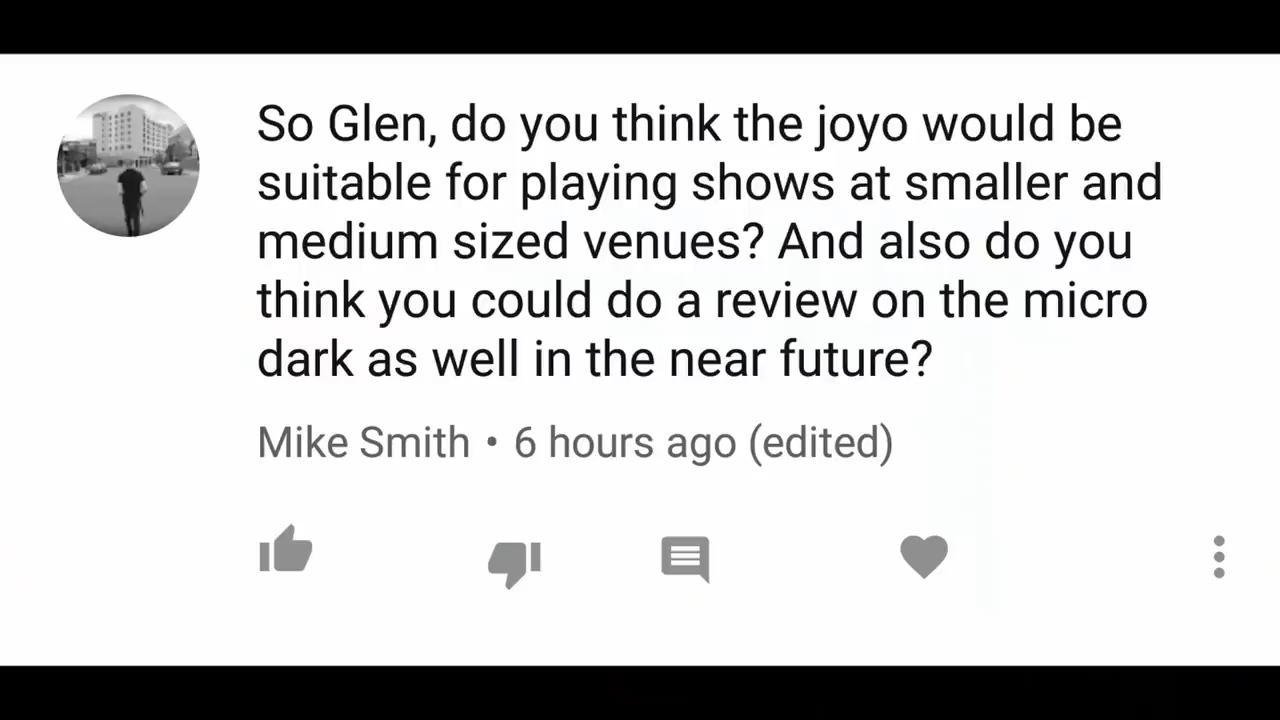 So Glen, do you think the joyo would be
suitable for playing shows at smaller and
medium sized venues? And also do you
think you could do a review on the micro
dark as well in the near future?
Mike Smith • 6 hours ago (edited)